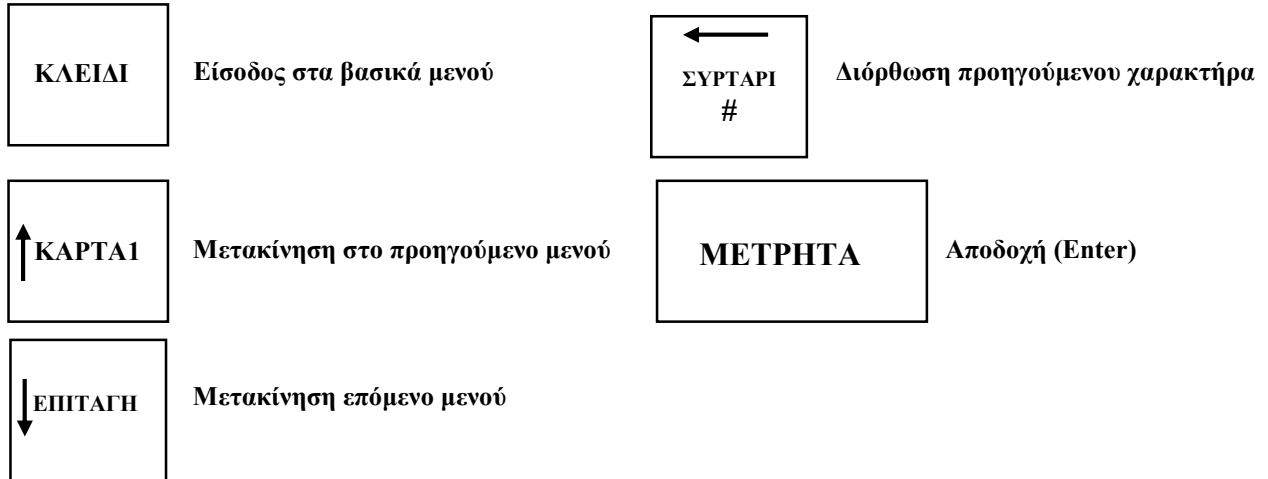 ΚΛΕΙΔΙ
Είσοδος στα βασικά μενού
ΣΥΡΤΑΡΙ
#
Διόρθωση προηγούμενου χαρακτήρα
ΚΑΡΤΑ1
Μετακίνηση στο προηγούμενο μενού
ΜΕΤΡΗΤΑ
Αποδοχή (Enter)
ΕΠΙΤΑΓΗ
Μετακίνηση επόμενο μενού